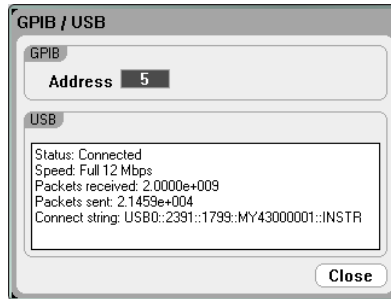 GPIB / USB
GPIB
Address 5
USB
Status: Connected
Speed: Full 12 Mbps
Packets received: 2.0000e+009
Packets sent: 2.1459e+004
Connect string: USB0::2391::1799::MY43000001::INSTR
Close